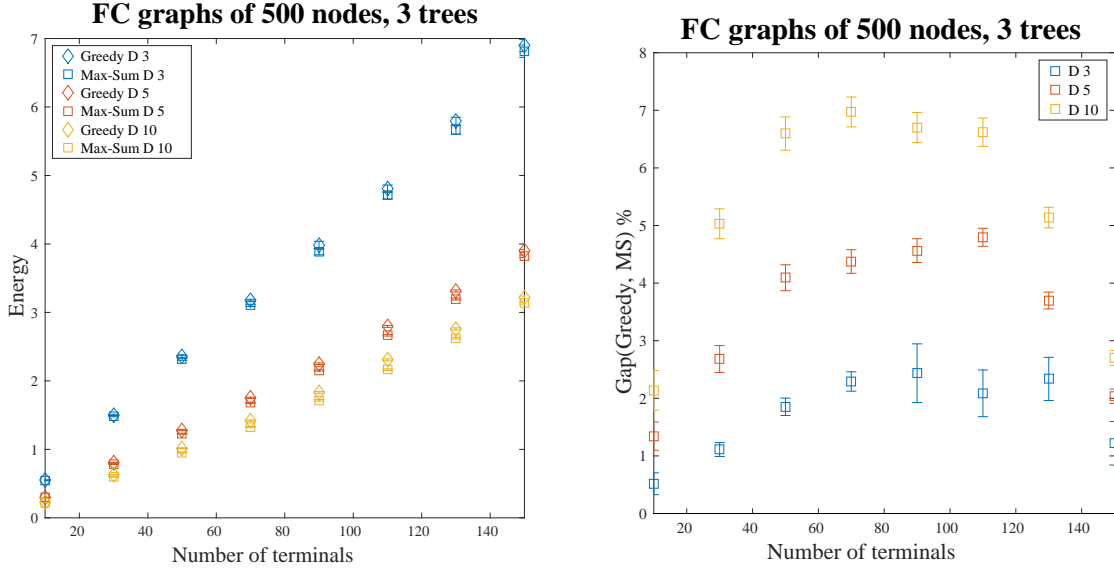 FC graphs of 500 nodes, 3 trees
7
6
5
4
3
2
1
0
Energy
Greedy D 3
Max-Sum D 3
Greedy D 5
Max-Sum D 5
Greedy D 10
Max-Sum D 10
20 40 60 80 100 120 140
Number of terminals
FC graphs of 500 nodes, 3 trees
8
7
6
5
4
3
2
1
0
Gap(Greedy, MS) %
D 3
D 5
D 10
20 40 60 80 100 120 140
Number of terminals